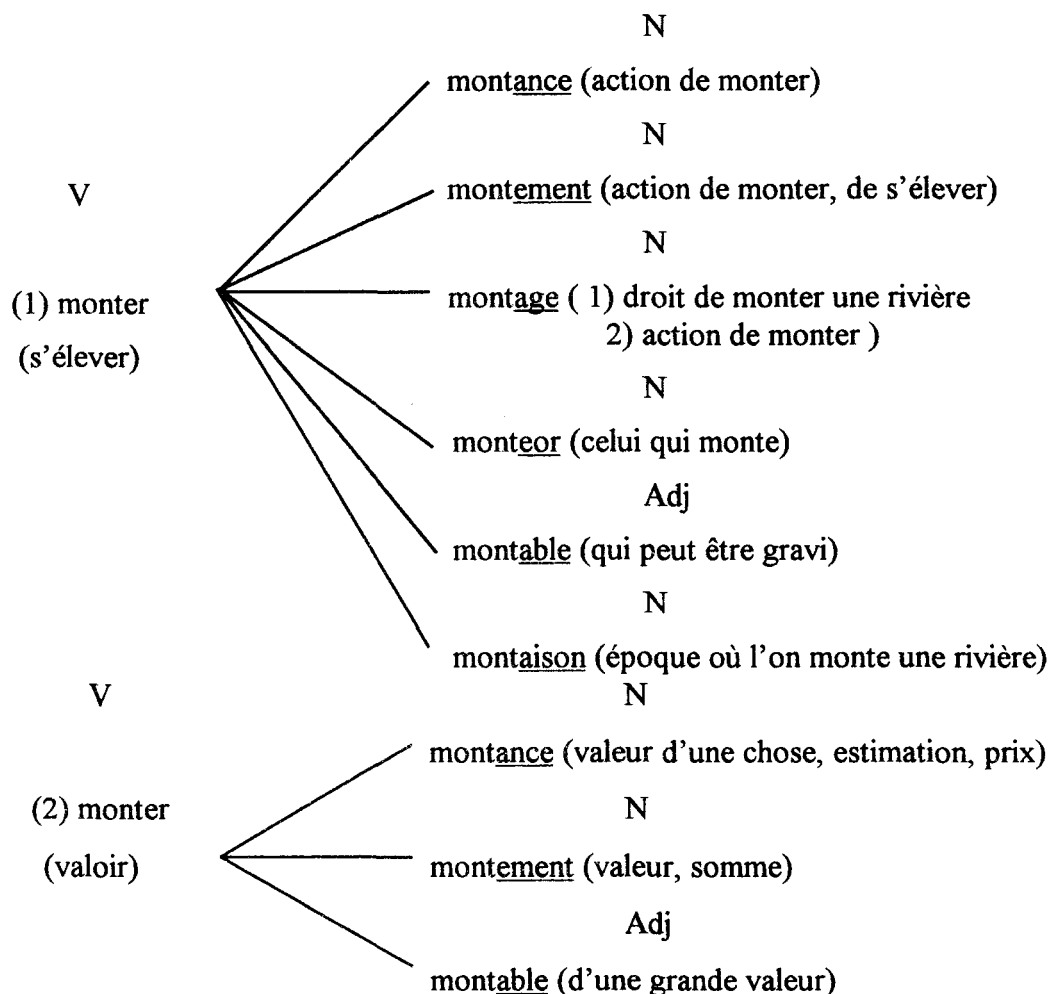 N
montance (action de monter)
N
V
montement (action de monter, de s'élever)
N
(1) monter
montage ( 1) droit de monter une rivière
(s'élever)
2) action de monter )
N
monteor (celui qui monte)
Adj
montable (qui peut être gravi)
N
montaison (époque où l'on monte une rivière)
V
N
montance (valeur d'une chose, estimation, prix)
(2) monter
N
(valoir)
montement (valeur, somme)
Adj
montable (d'une grande valeur)